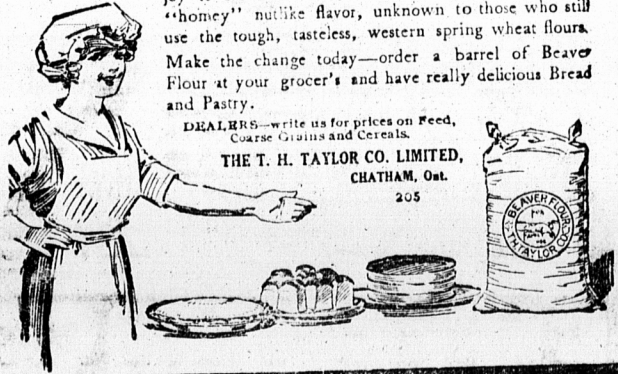 "homey" nutlike flavor, unknown to those who still
use the tough, tasteless, western spring wheat flours.
Make the change today—order a barrel of Beaver
Flour at your grocer's and have really delicious Bread
and Pastry.
DEALERS—write us for prices on Feed,
Coarse Grains and Cereals.
THE T. H. TAYLOR CO. LIMITED,
CHATHAM, Ont.
205
BEAVER FLOUR
T.H. TAYLOR CO.